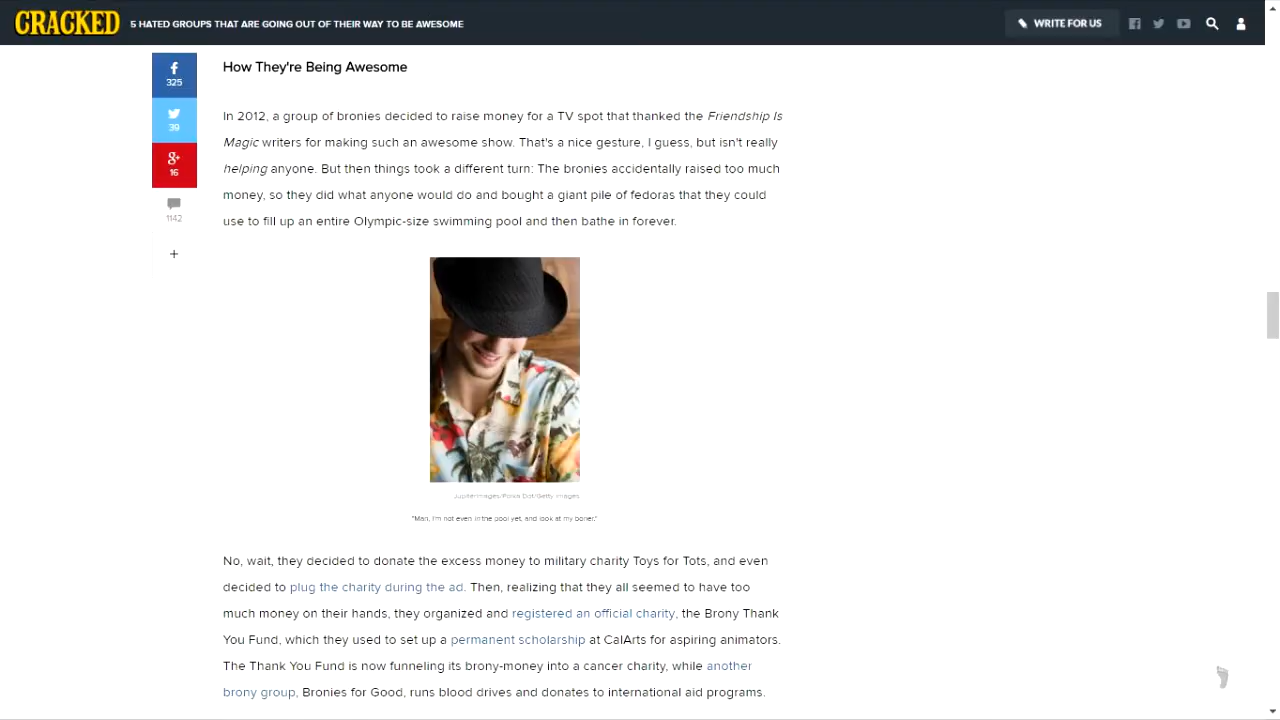 CRACKED
5 HATED GROUPS THAT ARE GOING OUT OF THEIR WAY TO BE AWESOME
WRITE FOR US
325
39
g+
16
1142
+
How They're Being Awesome
In 2012, a group of bronies decided to raise money for a TV spot that thanked the Friendship Is
Magic writers for making such an awesome show. That's a nice gesture, I guess, but isn't really
helping anyone. But then things took a different turn: The bronies accidentally raised too much
money, so they did what anyone would do and bought a giant pile of fedoras that they could
use to fill up an entire Olympic-size swimming pool and then bathe in forever.
Jupiterimages/Polka Dot/Getty Images
"Man, I'm not even in the pool yet, and look at my boner."
No, wait, they decided to donate the excess money to military charity Toys for Tots, and even
decided to plug the charity during the ad. Then, realizing that they all seemed to have too
much money on their hands, they organized and registered an official charity, the Brony Thank
You Fund, which they used to set up a permanent scholarship at CalArts for aspiring animators.
The Thank You Fund is now funneling its brony-money into a cancer charity, while another
brony group, Bronies for Good, runs blood drives and donates to international aid programs.